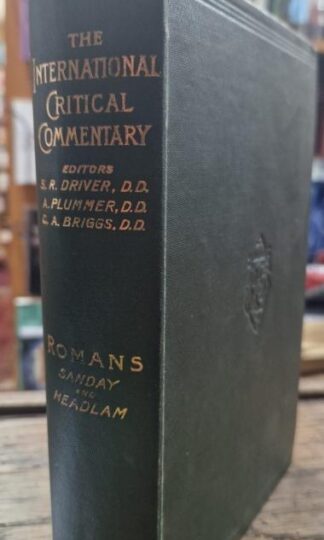 THE
INTERNATIONAL
CRITICAL
COMMENTARY
EDITORS
S. R. DRIVER, D.D.
A. PLUMMER, D.D.
C. A. BRIGGS, D.D.
ROMANS
SANDAY
AND
HEADLAM